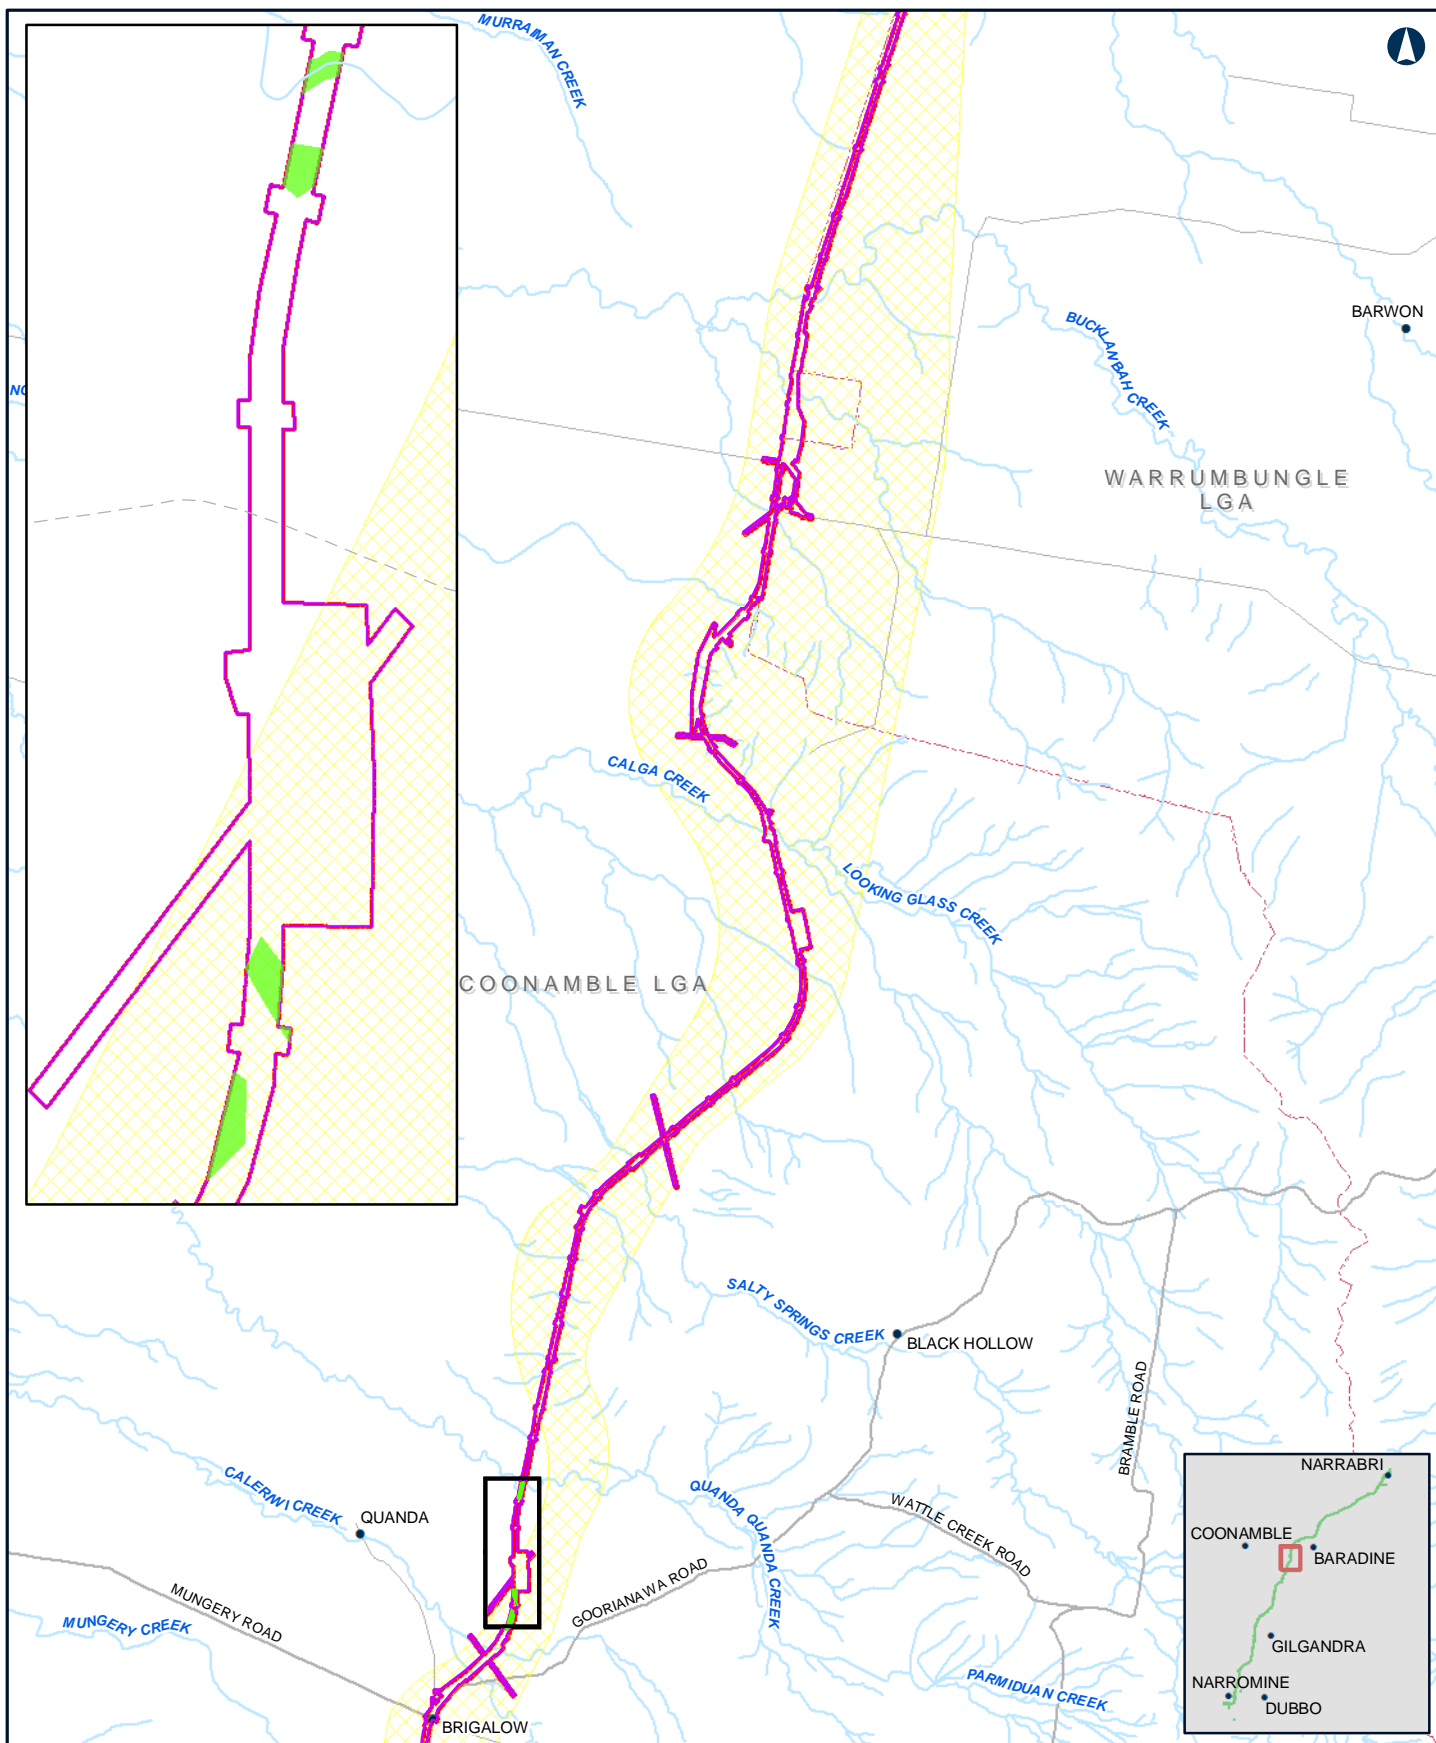 MURRAIMAN CREEK
BARWON
BUCKLANBAH CREEK
WARRUMBUNGLE
LGA
CALGA CREEK
LOOKING GLASS CREEK
COONAMBLE LGA
SALTY SPRINGS CREEK
BLACK HOLLOW
BRAMBLE ROAD
CALERWI CREEK
QUANDA
QUANDA QUANDA CREEK
WATTLE CREEK ROAD
GOORIANAWA ROAD
MUNGERY ROAD
MUNGERY CREEK
PARMIDUAN CREEK
BRIGALOW
NARRABRI
COONAMBLE
BARADINE
GILGANDRA
NARROMINE
DUBBO